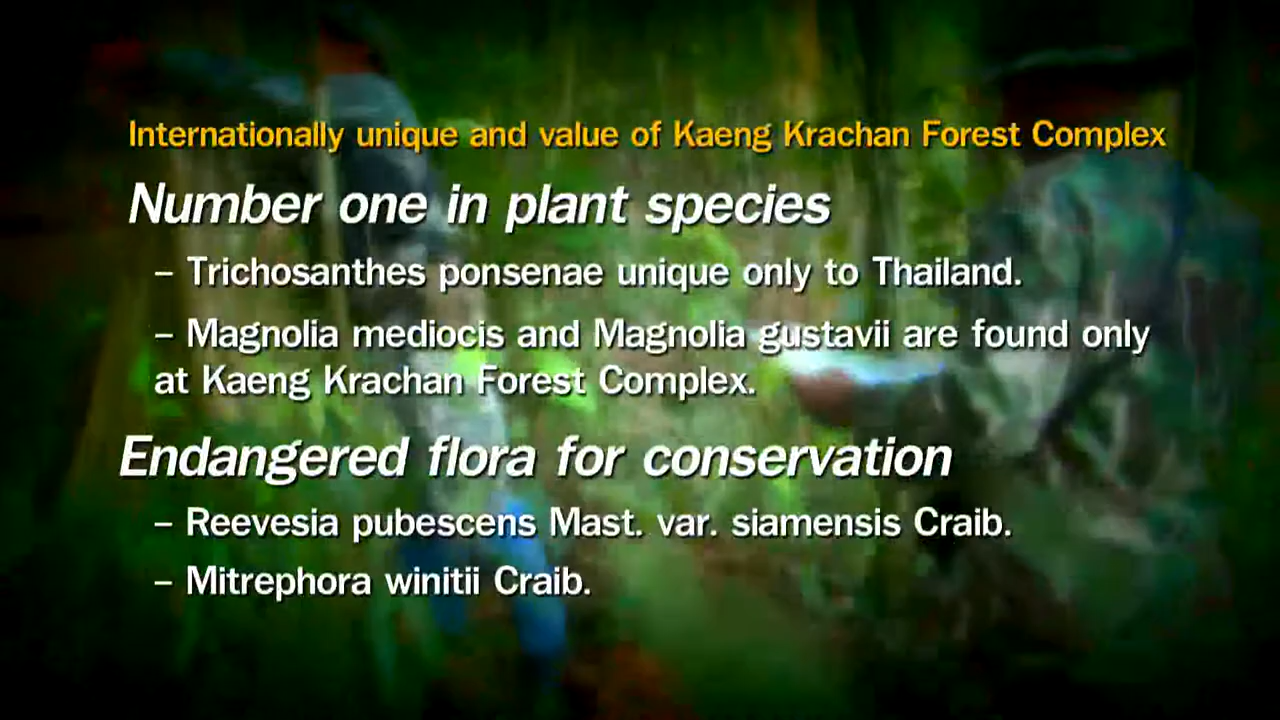 Internationally unique and value of Kaeng Krachan Forest Complex
Number one in plant species
– Trichosanthes ponsenae unique only to Thailand.
– Magnolia mediocis and Magnolia gustavii are found only
at Kaeng Krachan Forest Complex.
Endangered flora for conservation
– Reevesia pubescens Mast. var. siamensis Craib.
– Mitrephora winitii Craib.